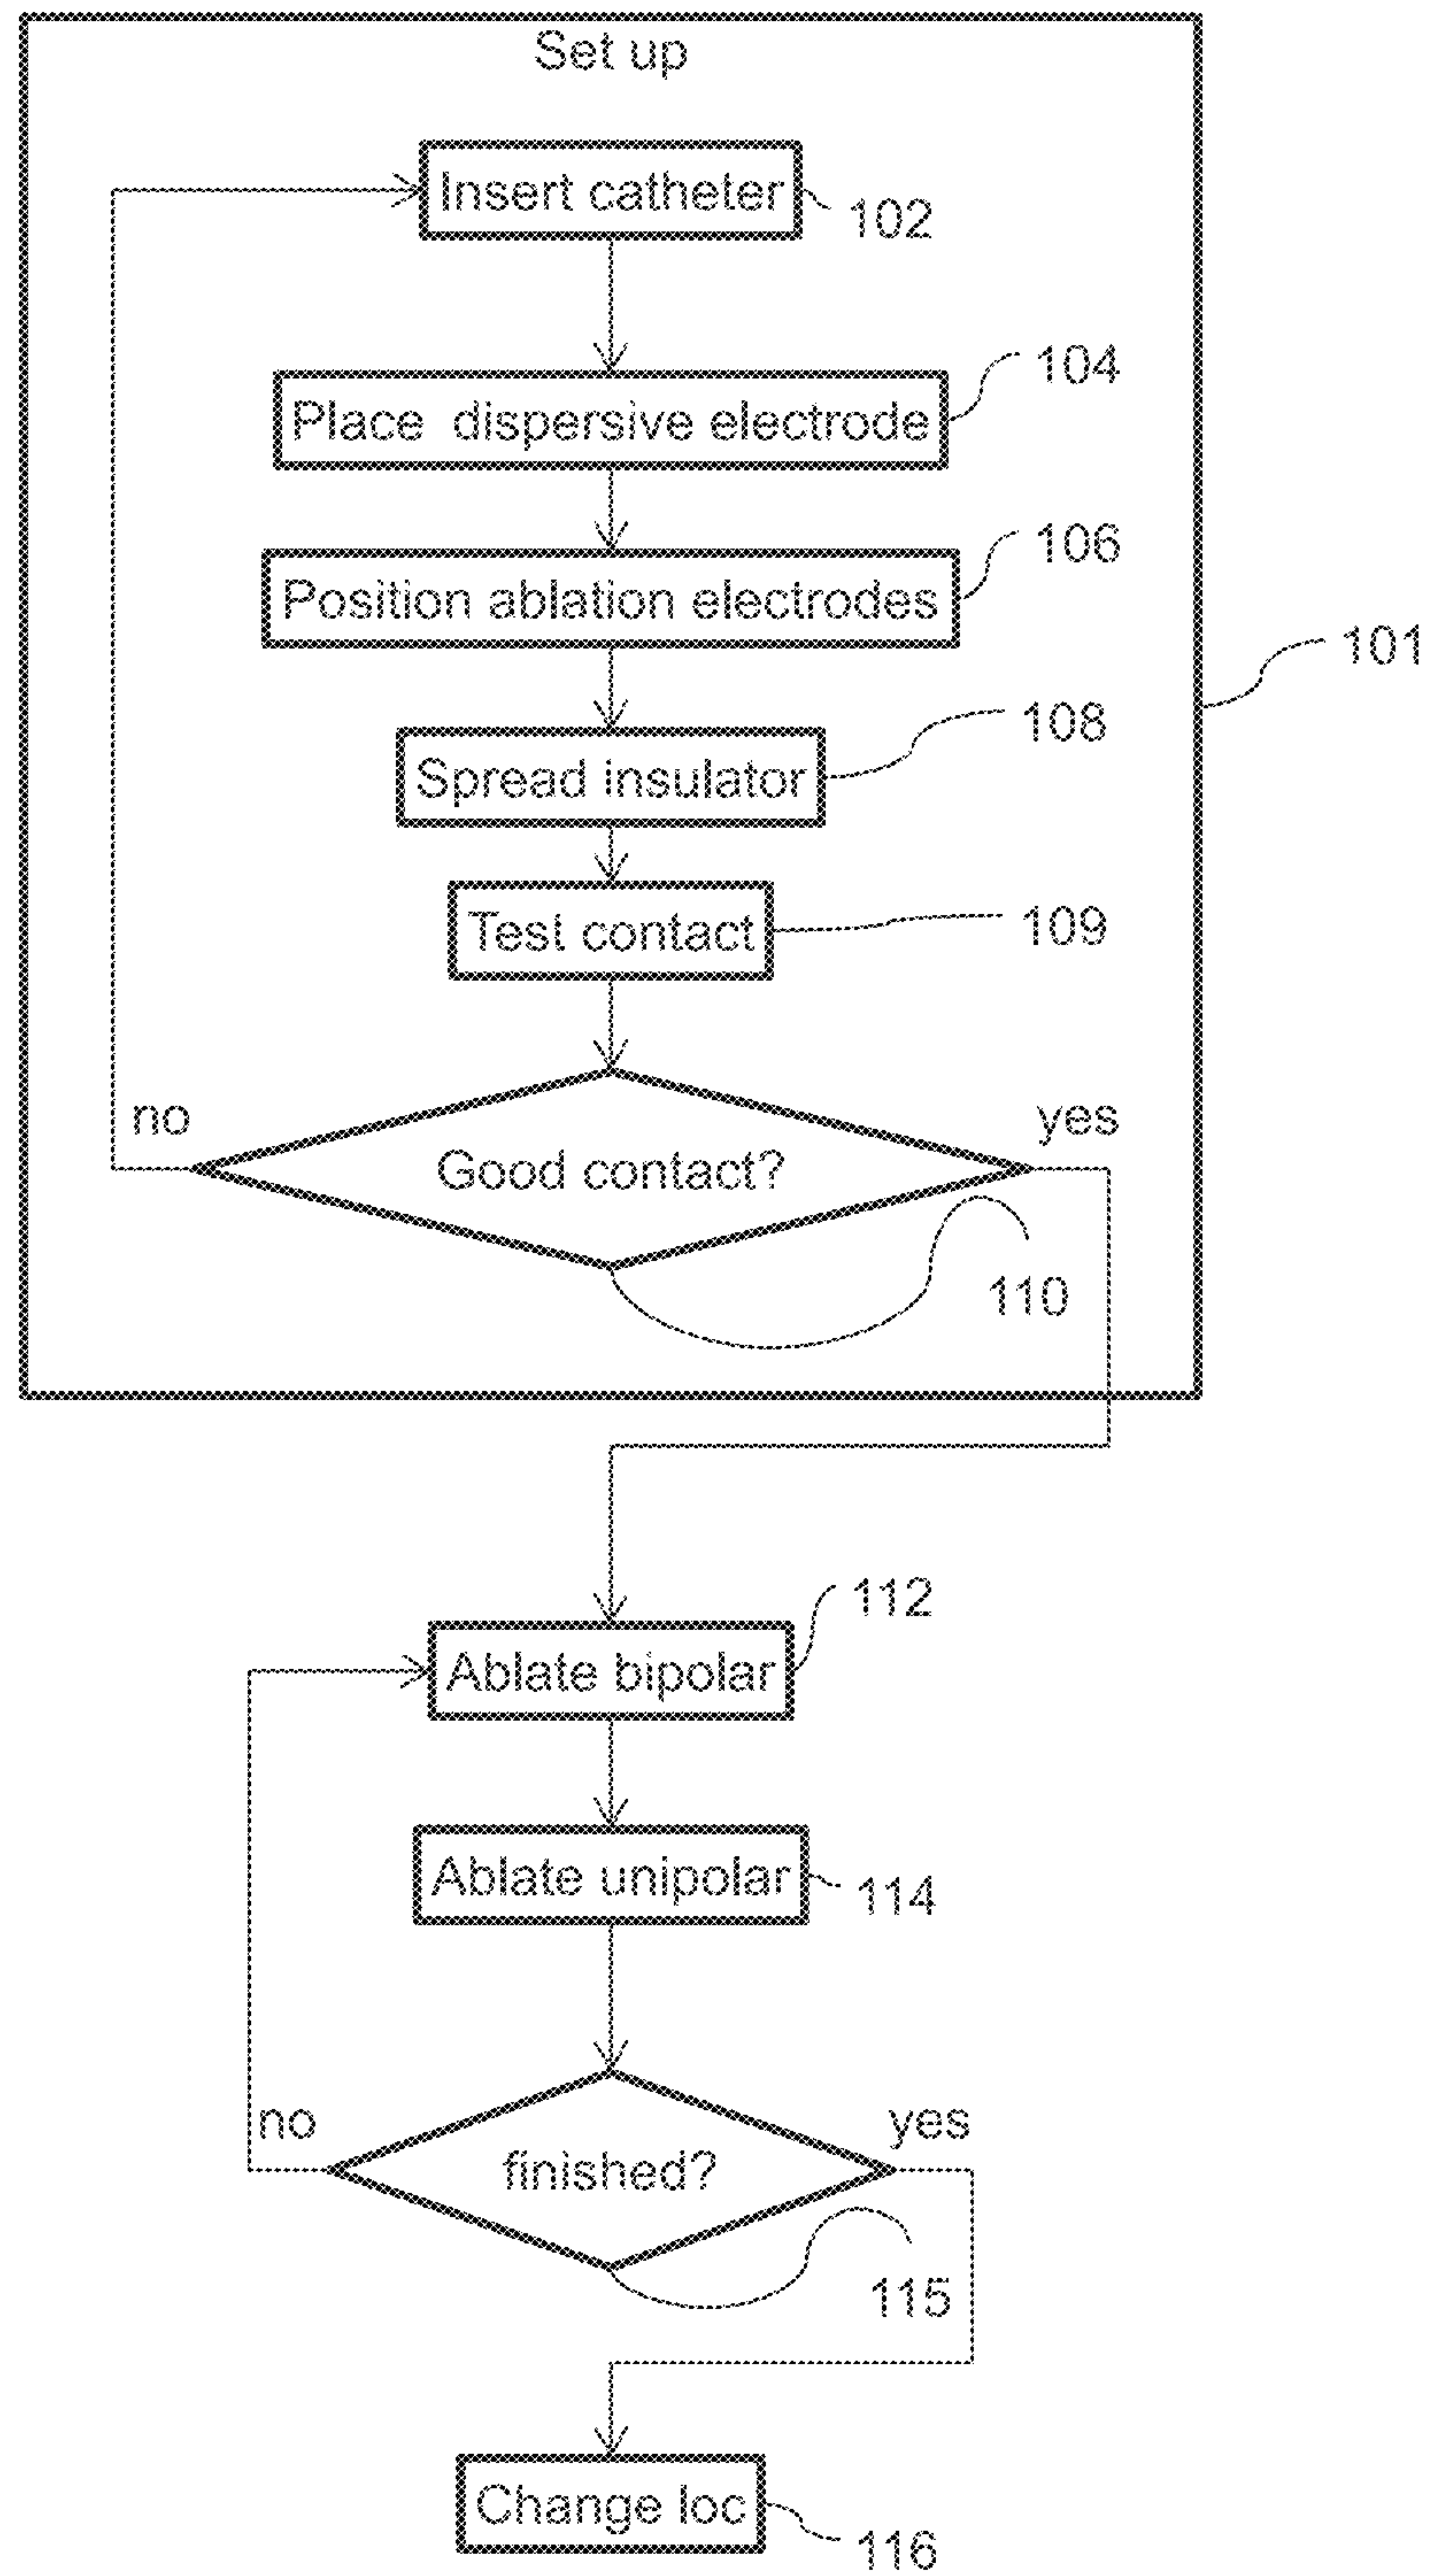 Set up
Insert catheter
102
104
Place dispersive electrode
106
Position ablation electrodes
101
108
Spread insulator
Test contact
109
no
yes
Good contact?
110
112
Ablate bipolar
Ablate unipolar
114
no
yes
finished?
115
Change loc
116